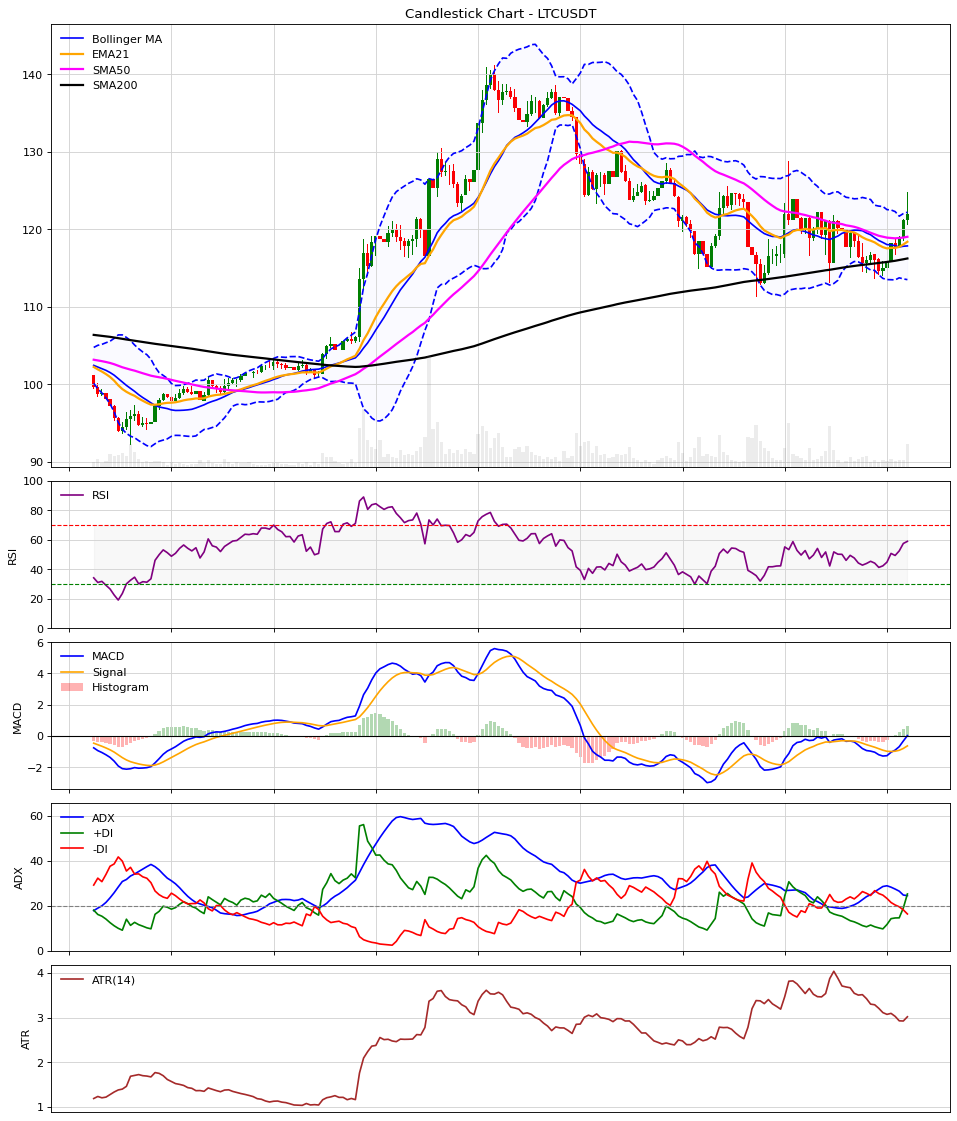 Candlestick Chart - LTCUSDT
Bollinger MA
EMA21
SMA50
SMA200
140
130
120
110
100
90
RSI
RSI
100
80
60
40
20
0
MACD
Signal
Histogram
MACD
6
4
2
0
−2
ADX
+DI
-DI
ADX
60
40
20
0
ATR(14)
ATR
4
3
2
1